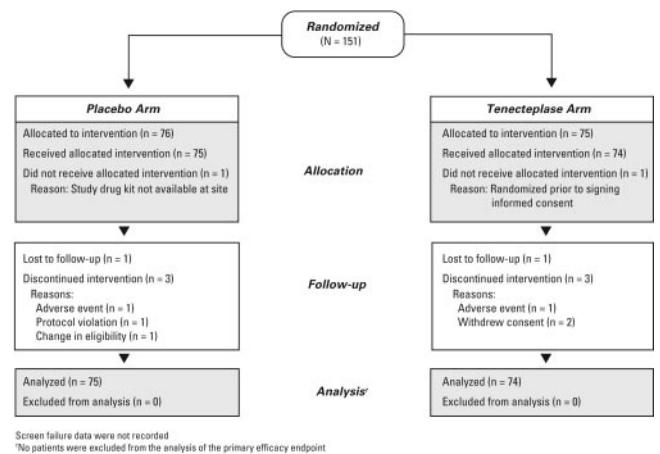 Randomized
(N = 151)
Placebo Arm
Allocated to intervention (n = 76)
Received allocated intervention (n = 75)
Did not receive allocated intervention (n = 1)
Reason: Study drug kit not available at site
Allocation
Tenecteplase Arm
Allocated to intervention (n = 75)
Received allocated intervention (n = 74)
Did not receive allocated intervention (n = 1)
Reason: Randomized prior to signing
informed consent
Lost to follow-up (n = 1)
Discontinued intervention (n = 3)
Reasons:
Adverse event (n = 1)
Protocol violation (n = 1)
Change in eligibility (n = 1)
Follow-up
Lost to follow-up (n = 1)
Discontinued intervention (n = 3)
Reasons:
Adverse event (n = 1)
Withdrew consent (n = 2)
Analyzed (n = 75)
Excluded from analysis (n = 0)
Analysis
Analyzed (n = 74)
Excluded from analysis (n = 0)
Screen failure data were not recorded
No patients were excluded from the analysis of the primary efficacy endpoint